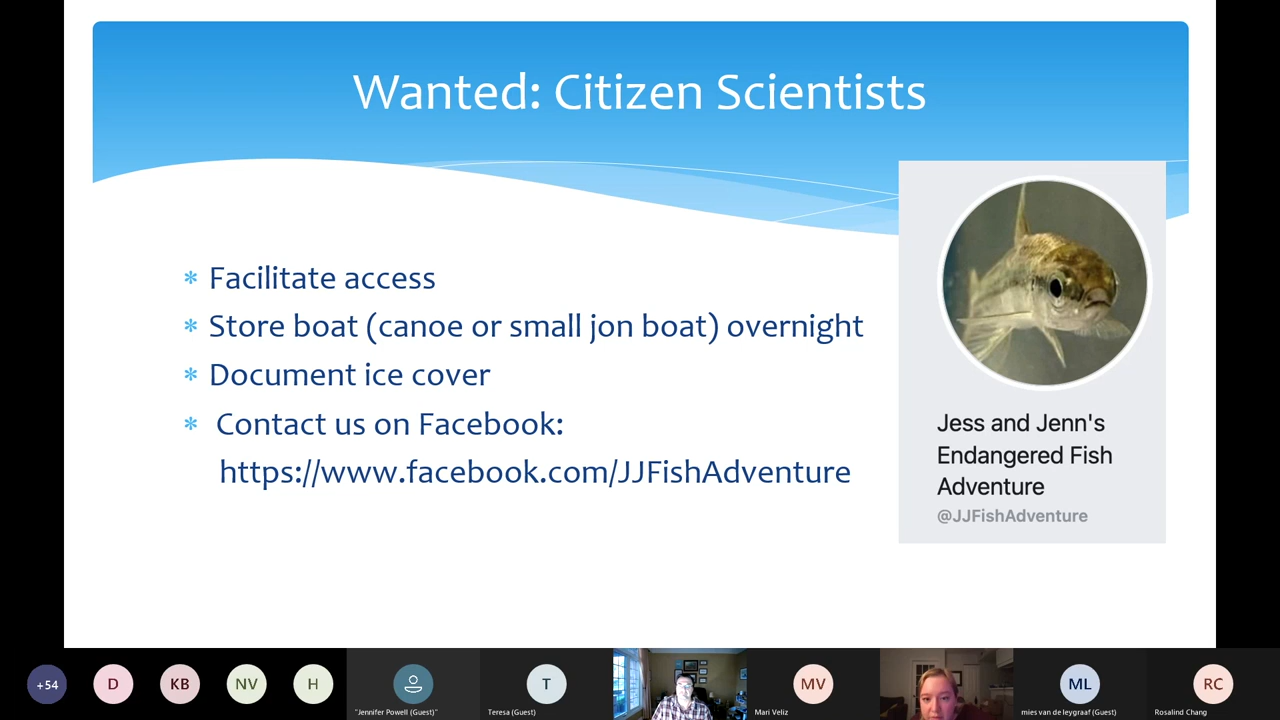 Wanted: Citizen Scientists
* Facilitate access
* Store boat (canoe or small jon boat) overnight
* Document ice cover
* Contact us on Facebook:
https://www.facebook.com/JJFishAdventure
Jess and Jenn's
Endangered Fish
Adventure
@JJFishAdventure
+54
D
KB
NV
H
"Jennifer Powell (Guest)"
T
Teresa (Guest)
MV
Mari Veliz
ML
mies van de leygraaf (Guest)
RC
Rosalind Chang